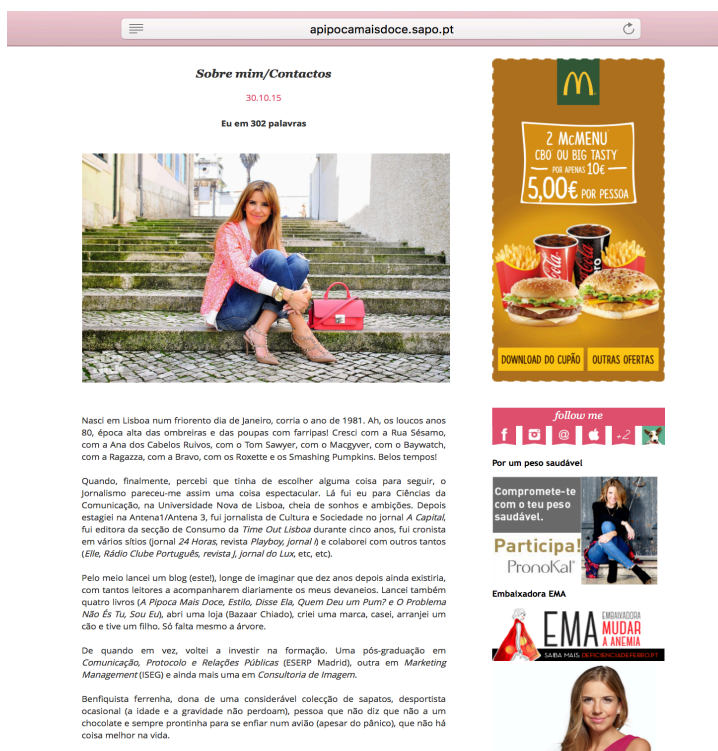 apipocamaisdoce.sapo.pt
Sobre mim/Contactos
30.10.15
Eu em 302 palavras
Nasci em Lisboa num friorento dia de Janeiro, corria o ano de 1981. Ah, os loucos anos
80, época alta das ombreiras e das poupas com farripas! Cresci com a Rua Sésamo,
com a Ana dos Cabelos Ruivos, com o Tom Sawyer, com o Macgyver, com o Baywatch,
com a Ragazza, com a Bravo, com os Roxette e os Smashing Pumpkins. Belos tempos!
Quando, finalmente, percebi que tinha de escolher alguma coisa para seguir, o
Jornalismo pareceu-me assim uma coisa espectacular. Lá fui eu para Ciências da
Comunicação, na Universidade Nova de Lisboa, cheia de sonhos e ambições. Depois
estagiei na Antena1/Antena 3, fui jornalista de Cultura e Sociedade no jornal A Capital,
fui editora da secção de Consumo da Time Out Lisboa durante cinco anos, fui cronista
em vários sítios (jornal 24 Horas, revista Playboy, jornal i) e colaborei com outros tantos
(Elle, Rádio Clube Português, revista J, Jornal do Lux, etc, etc).
Pelo meio lancei um blog (este!), longe de imaginar que dez anos depois ainda existiria,
com tantos leitores a acompanharem diariamente os meus devaneios. Lancei também
quatro livros (A Pipoca Mais Doce, Estilo, Disse Ela, Quem Deu um Pum? e O Problema
Não És Tu, Sou Eu), abri uma loja (Bazaar Chiado), criei uma marca, casei, arranjei um
cão e tive um filho. Só falta mesmo a árvore.
De quando em vez, voltei a investir na formação. Uma pós-graduação em
Comunicação, Protocolo e Relações Públicas (ESERP Madrid), outra em Marketing
Management (ISEG) e ainda mais uma em Consultoria de Imagem.
Benfiquista ferrenha, dona de uma considerável colecção de sapatos, desportista
ocasional (a idade e a gravidade não perdoam), pessoa que não diz que não a um
chocolate e sempre prontinha para se enfiar num avião (apesar do pânico), que não há
coisa melhor na vida.
2 McMENU
CBO OU BIG TASTY
POR APENAS 10€
5,00€ POR PESSOA
DOWNLOAD DO CUPÃO
OUTRAS OFERTAS
follow me
+2
Por um peso saudável
Compromete-te
com o teu peso
saudável.
Participa!
PronoKal
Embaixadora EMA
EMA
EMBAIXADORA
MUDAR
A ANEMIA
SAIBA MAIS: DEFICIENCIADEFERRO.PT